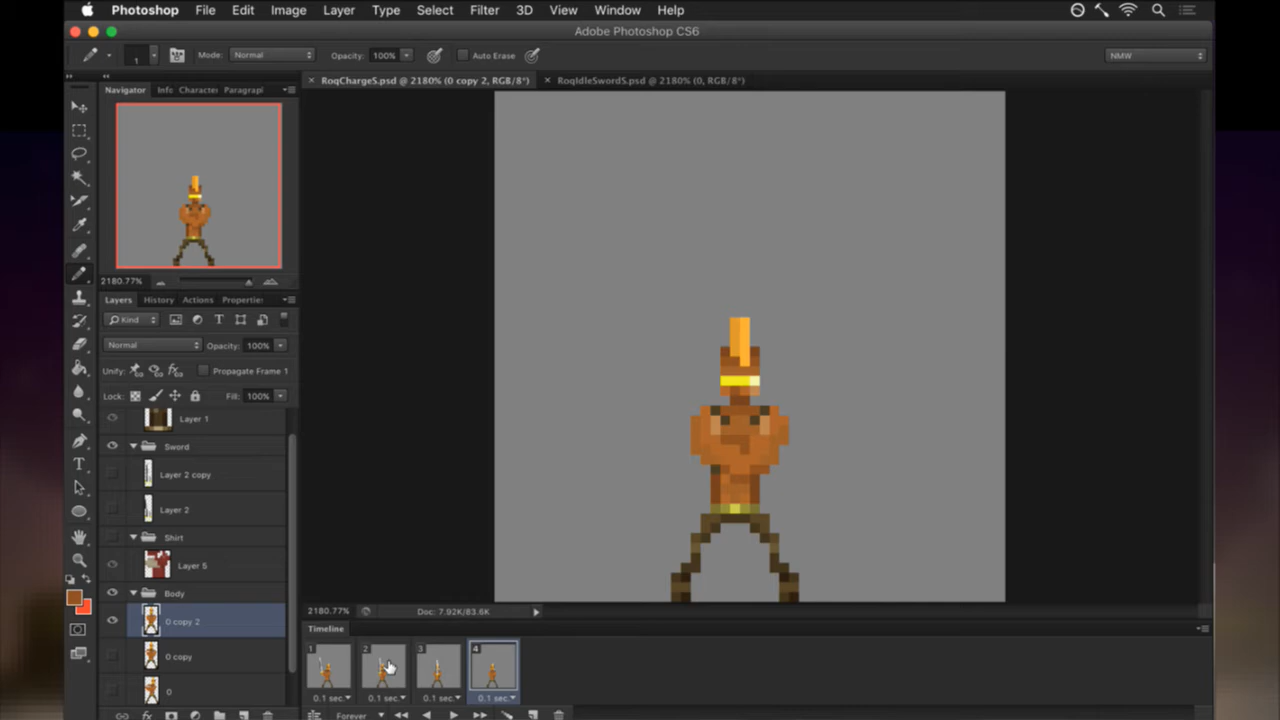 Photoshop File Edit Image Layer Type Select Filter 3D View Window Help
Adobe Photoshop CS6
1 Mode: Normal Opacity: 100% Auto Erase NMW
RoqChargeS.psd @ 2180% (0 copy 2, RGB/8*) RoqIdleSwordS.psd @ 2180% (0, RGB/8*)
Navigator Info Character Paragrapi
2180.77%
Layers History Actions Properties
Kind
Normal Opacity: 100%
Unify: Propagate Frame 1
Lock: Fill: 100%
Layer 1
Sword
Layer 2 copy
Layer 2
Shirt
Layer 5
Body
0 copy 2
0 copy
0
2180.77% Doc: 7.92K/83.6K
Timeline
1 2 3 4
0.1 sec. 0.1 sec. 0.1 sec. 0.1 sec.
Forever